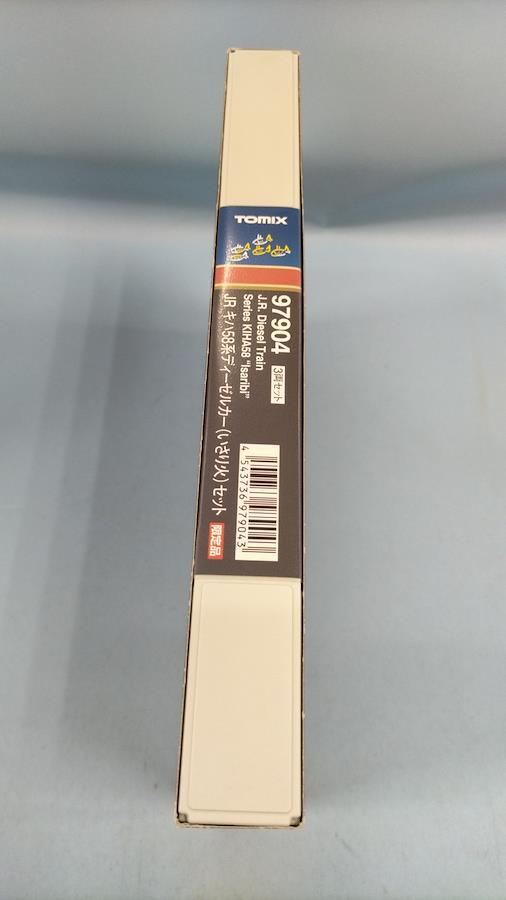 TOMIX
97904
3両セット
J.R. Diesel Train
Series KIHA58 "Isaribi"
JR キハ58系ディーゼルカー(いさり火)セット
限定品
4 543736 979043